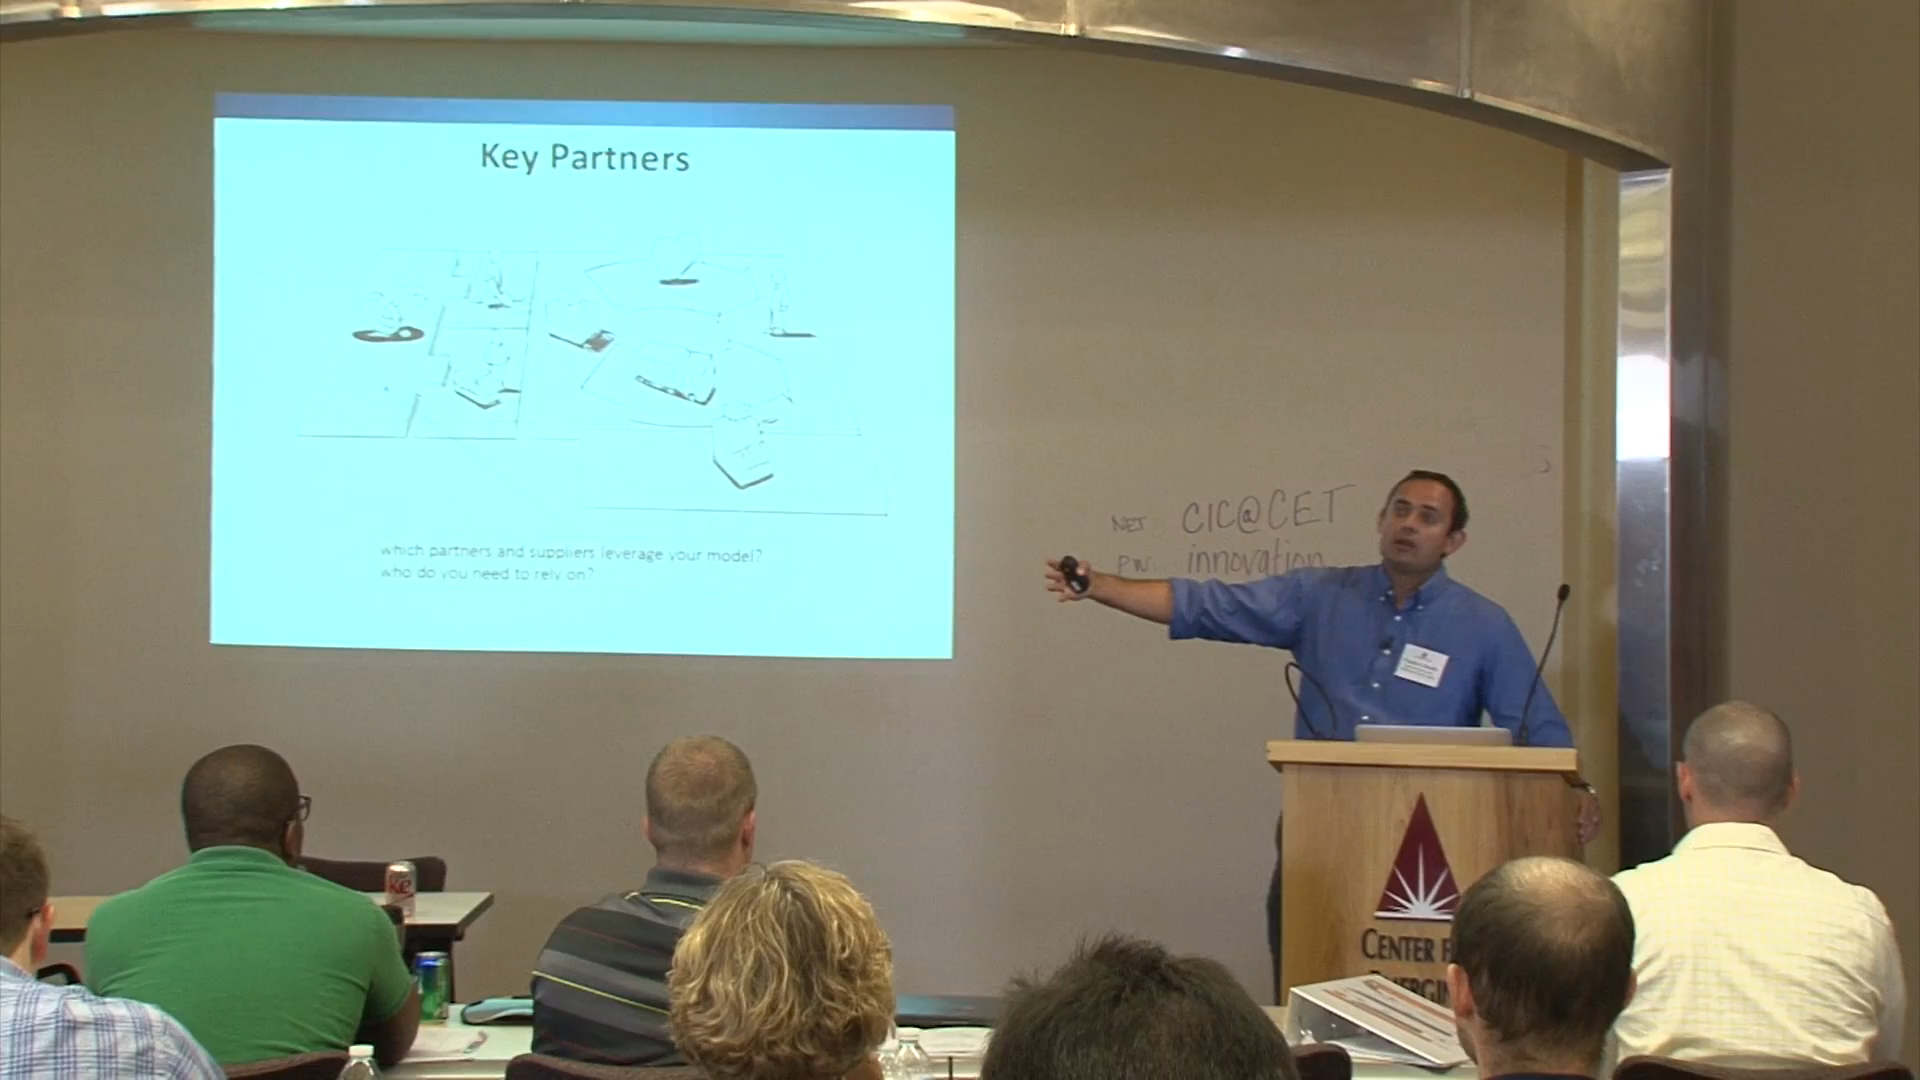 Key Partners
which partners and suppliers leverage your model?
who do you need to rely on?
NET: CIC@CET
PW: innovation
CENTER F